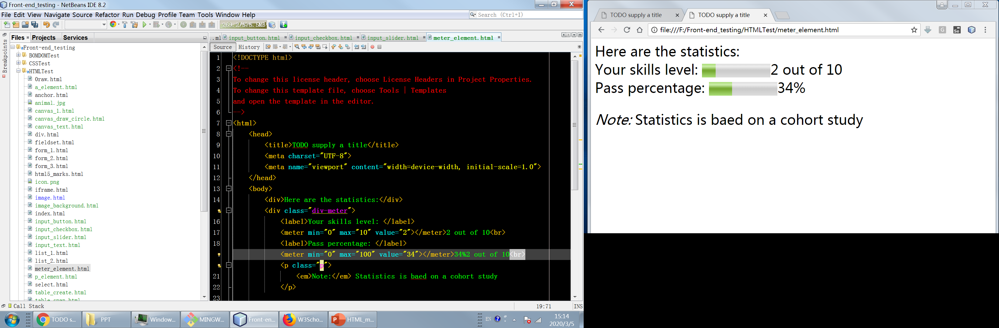 Front-end_testing - NetBeans IDE 8.2
File Edit View Navigate Source Refactor Run Debug Profile Team Tools Window Help
Search (Ctrl+I)
269.2/575.5MB
Breakpoints
Files Projects Services
Front-end_testing
BOMDOMTest
CSSTest
HTMLTest
0raw.html
a_element.html
anchor.html
animal.jpg
canvas_1.html
canvas_draw_circle.html
canvas_text.html
div.html
fieldset.html
form_1.html
form_2.html
form_3.html
html5_marks.html
icon.png
iframe.html
image.html
image_background.html
index.html
input_button.html
input_checkbox.html
input_slider.html
input_text.html
list_1.html
list_2.html
meter_element.html
p_element.html
select.html
table_create.html
table_span.html
Call Stack
...ml input_button.html input_checkbox.html input_slider.html meter_element.html
Source History
1 <!DOCTYPE html>
2 <!--
3 To change this license header, choose License Headers in Project Properties.
4 To change this template file, choose Tools | Templates
5 and open the template in the editor.
6 -->
7 <html>
8 <head>
9 <title>TODO supply a title</title>
10 <meta charset="UTF-8">
11 <meta name="viewport" content="width=device-width, initial-scale=1.0">
12 </head>
13 <body>
14 <div>Here are the statistics:</div>
<div class="div-meter">
16 <label>Your skills level: </label>
17 <meter min="0" max="10" value="2"></meter>2 out of 10<br>
18 <label>Pass percentage: </label>
<meter min="0" max="100" value="34"></meter>34%2 out of 10<br>
<p class="p">
21 <em>Note:</em> Statistics is baed on a cohort study
22 </p>
23
19:71 INS
TODO s... PPT Window... MINGW... Front-en... W3Scho... HTML_m...
EN
15:14
2020/3/5
TODO supply a title TODO supply a title
file:///F:/Front-end_testing/HTMLTest/meter_element.html
G
Se
Here are the statistics:
Your skills level: 2 out of 10
Pass percentage: 34%
Note: Statistics is baed on a cohort study